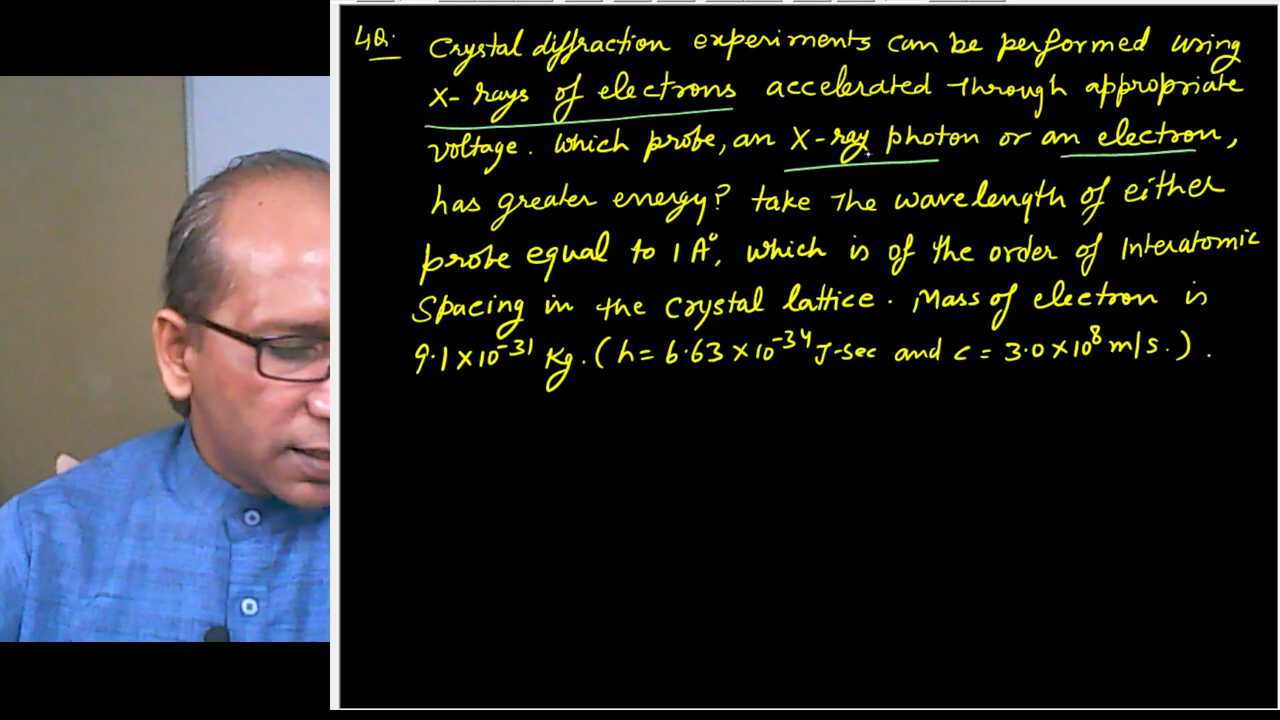 4Q. Crystal diffraction experiments can be performed using
X-rays of electrons accelerated through appropriate
voltage. Which probe, an X-ray photon or an electron,
has greater energy? take the wavelength of either
probe equal to 1 A°, which is of the order of Interatomic
Spacing in the crystal lattice. Mass of electron is
9.1 x 10⁻³¹ Kg. (h = 6.63 x 10⁻³⁴ J-sec and c = 3.0 x 10⁸ m/s.).